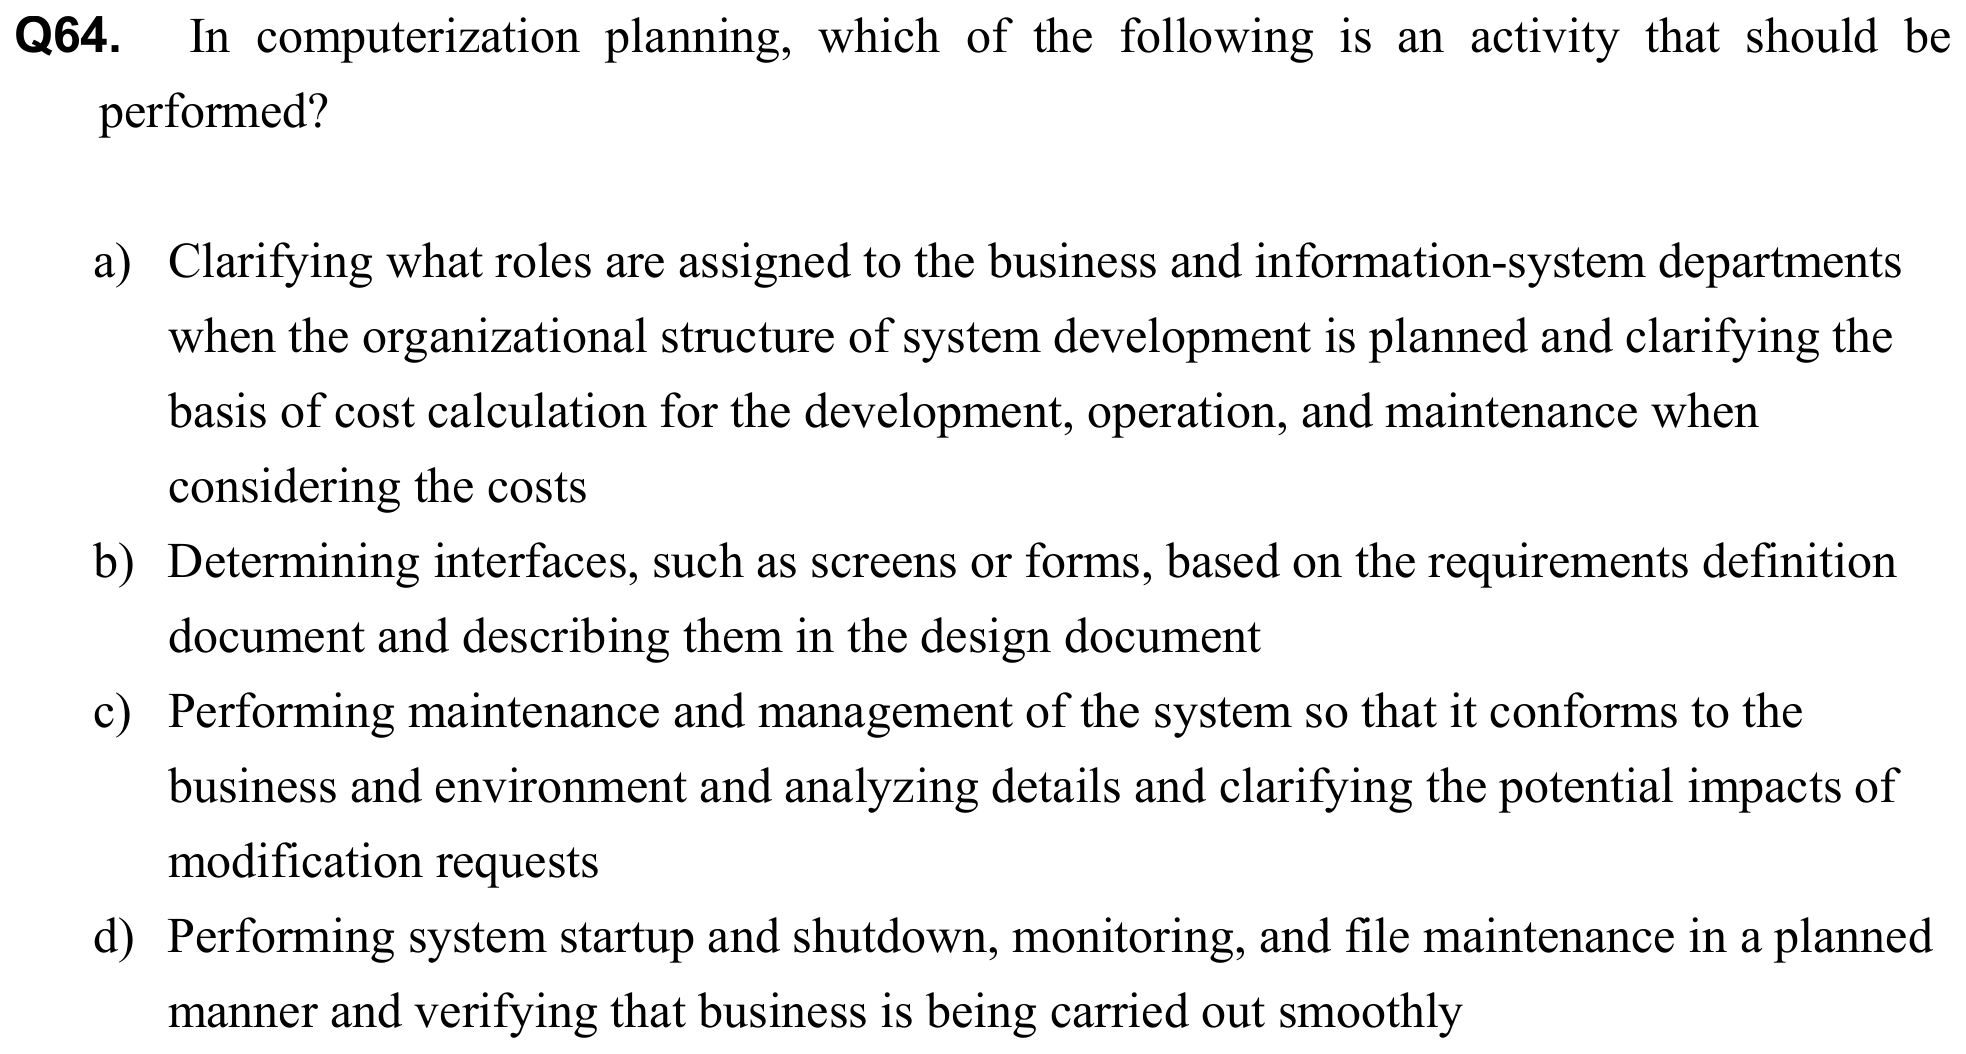 Q64. In computerization planning, which of the following is an activity that should be
performed?
a) Clarifying what roles are assigned to the business and information-system departments
when the organizational structure of system development is planned and clarifying the
basis of cost calculation for the development, operation, and maintenance when
considering the costs
b) Determining interfaces, such as screens or forms, based on the requirements definition
document and describing them in the design document
c) Performing maintenance and management of the system so that it conforms to the
business and environment and analyzing details and clarifying the potential impacts of
modification requests
d) Performing system startup and shutdown, monitoring, and file maintenance in a planned
manner and verifying that business is being carried out smoothly